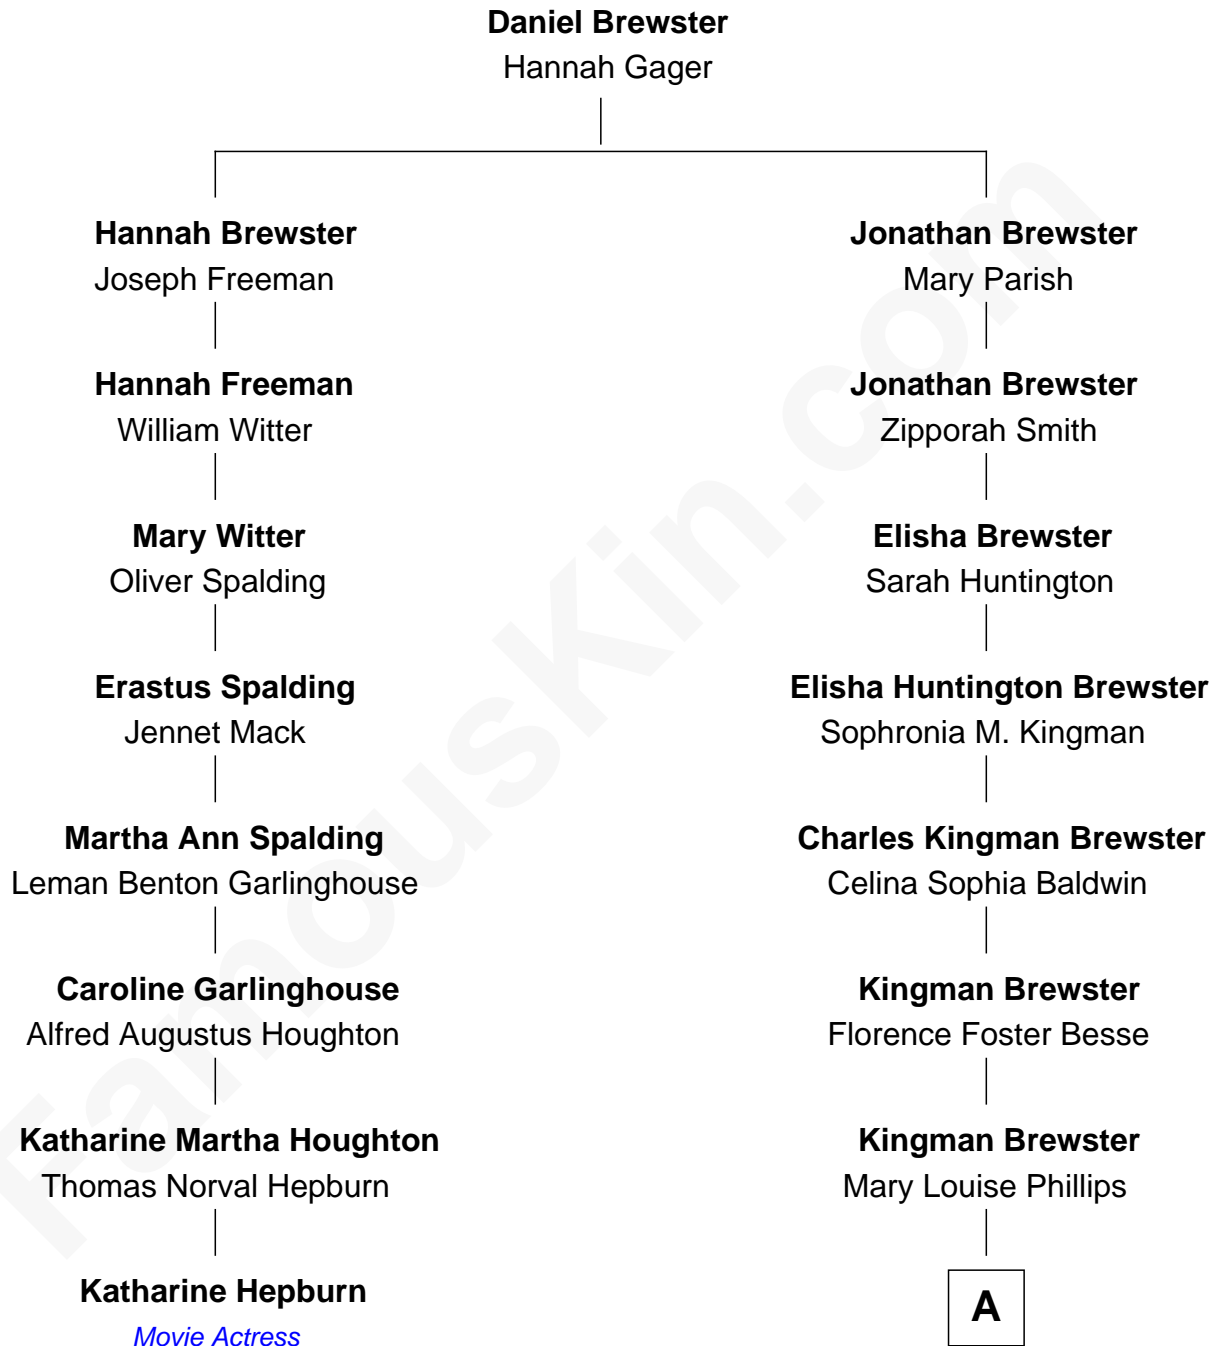 Daniel Brewster
Hannah Gager
Hannah Brewster
Joseph Freeman
Jonathan Brewster
Mary Parish
Hannah Freeman
William Witter
Jonathan Brewster
Zipporah Smith
Mary Witter
Oliver Spalding
Elisha Brewster
Sarah Huntington
Erastus Spalding
Jennet Mack
Elisha Huntington Brewster
Sophronia M. Kingman
Martha Ann Spalding
Leman Benton Garlinghouse
Charles Kingman Brewster
Celina Sophia Baldwin
Caroline Garlinghouse
Alfred Augustus Houghton
Kingman Brewster
Florence Foster Besse
Katharine Martha Houghton
Thomas Norval Hepburn
Kingman Brewster
Mary Louise Phillips
Katharine Hepburn
Movie Actress
A
FamousKin.com